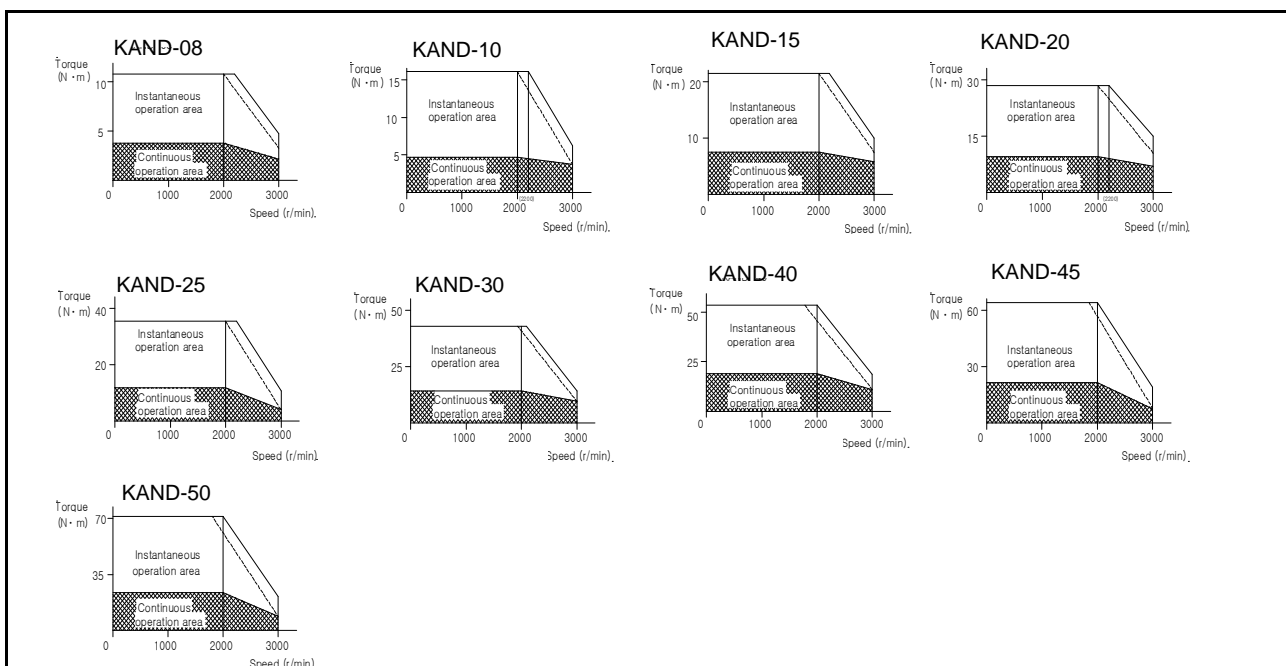 KAND-08
Torque
(N・m)
10
5
Instantaneous
operation area
Continuous
operation area
0
1000
2000
3000
Speed (r/min).
KAND-10
Torque
(N・m)
15
10
5
Instantaneous
operation area
Continuous
operation area
0
1000
2000
(2200)
3000
Speed (r/min).
KAND-15
Torque
(N・m)
20
10
Instantaneous
operation area
Continuous
operation area
0
1000
2000
3000
Speed (r/min).
KAND-20
Torque
(N・m)
30
15
Instantaneous
operation area
Continuous
operation area
0
1000
2000
(2200)
3000
Speed (r/min).
KAND-25
Torque
(N・m)
40
20
Instantaneous
operation area
Continuous
operation area
0
1000
2000
3000
Speed (r/min).
KAND-30
Torque
(N・m)
50
25
Instantaneous
operation area
Continuous
operation area
0
1000
2000
3000
Speed (r/min).
KAND-40
Torque
(N・m)
50
25
Instantaneous
operation area
Continuous
operation area
0
1000
2000
3000
Speed (r/min).
KAND-45
Torque
(N・m)
60
30
Instantaneous
operation area
Continuous
operation area
0
1000
2000
3000
Speed (r/min).
KAND-50
Torque
(N・m)
70
35
Instantaneous
operation area
Continuous
operation area
0
1000
2000
3000
Speed (r/min).